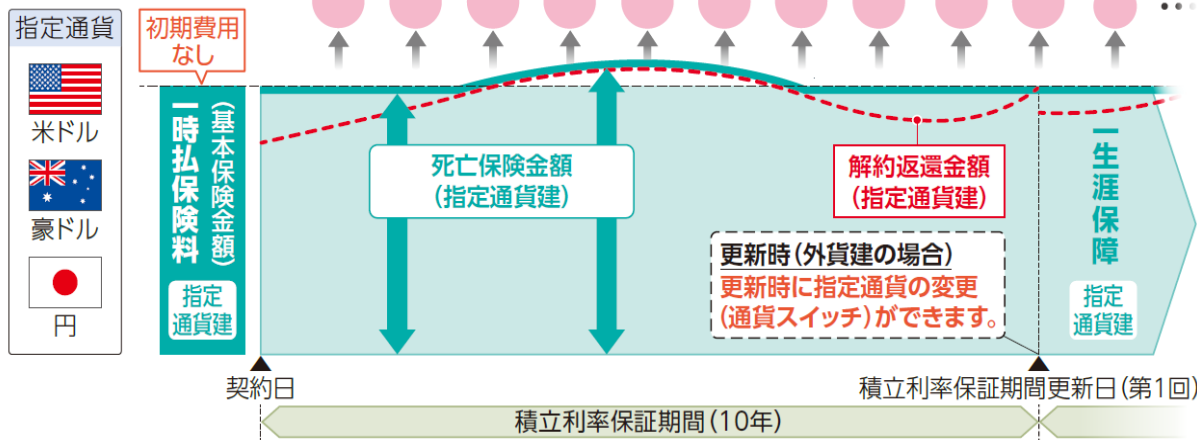 指定通貨
米ドル
豪ドル
円
初期費用
なし
一時払保険料
(基本保険金額)
指定
通貨建
死亡保険金額
(指定通貨建)
解約返還金額
(指定通貨建)
更新時(外貨建の場合)
更新時に指定通貨の変更
(通貨スイッチ)ができます。
一生涯保障
指定
通貨建
契約日
積立利率保証期間更新日(第1回)
積立利率保証期間(10年)